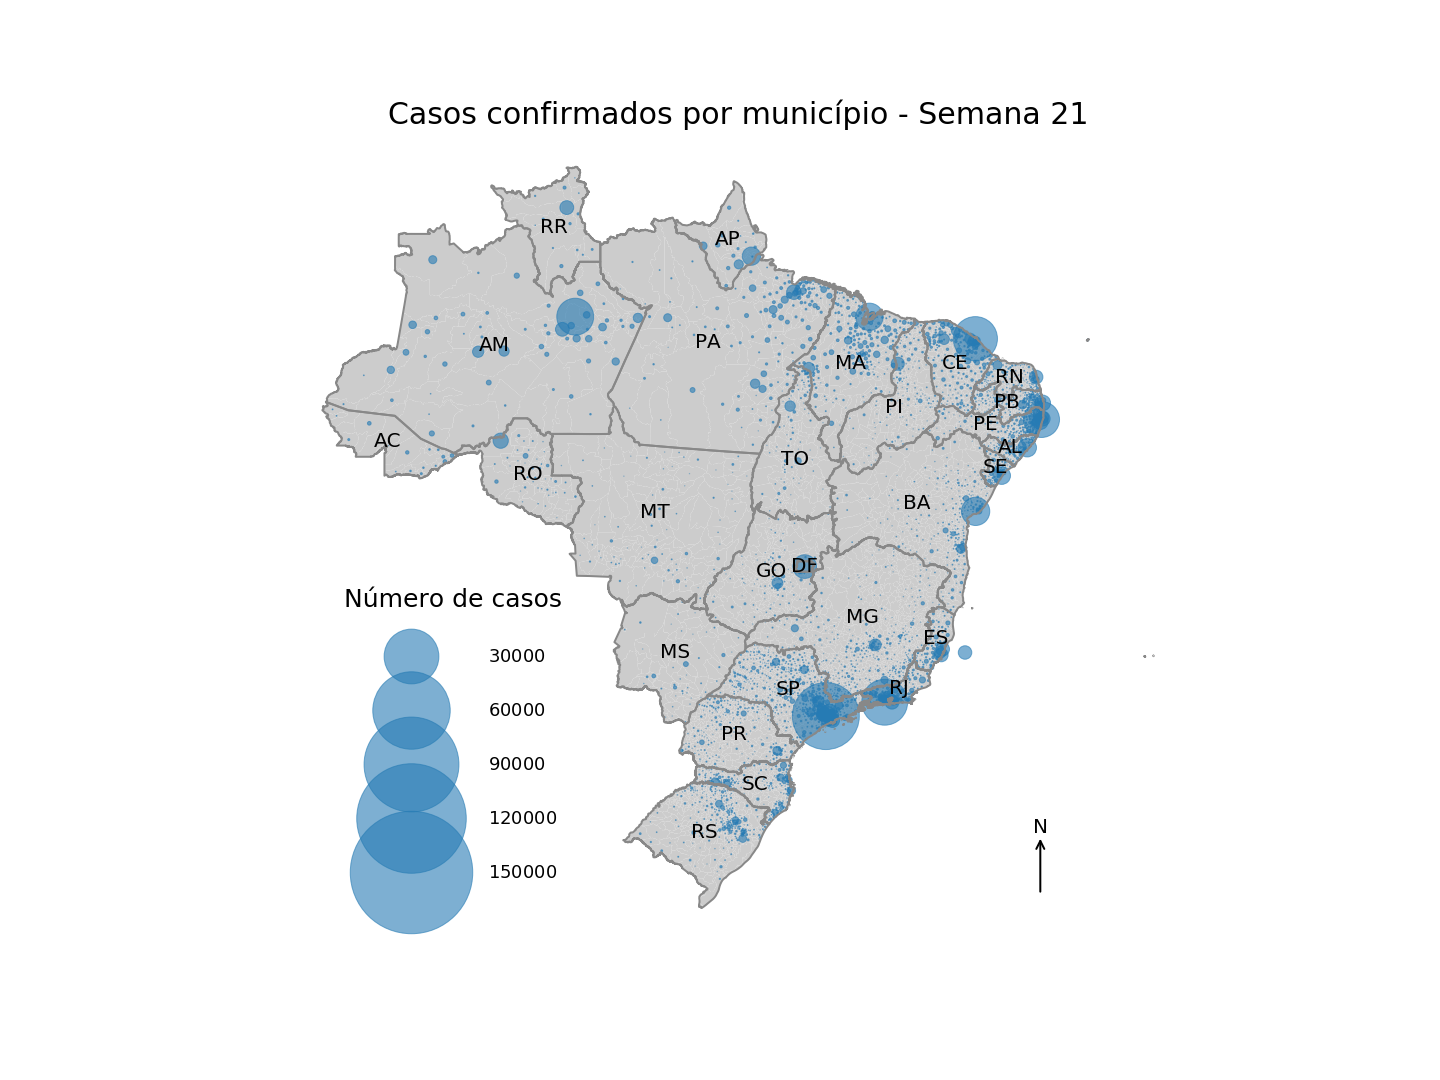 Casos confirmados por município - Semana 21
RR
AP
AM
PA
MA
CE
RN
PB
PI
PE
AC
AL
TO
SE
RO
BA
MT
GO
DF
MG
Número de casos
ES
MS
30000
SP
RJ
60000
PR
90000
SC
120000
N
RS
150000